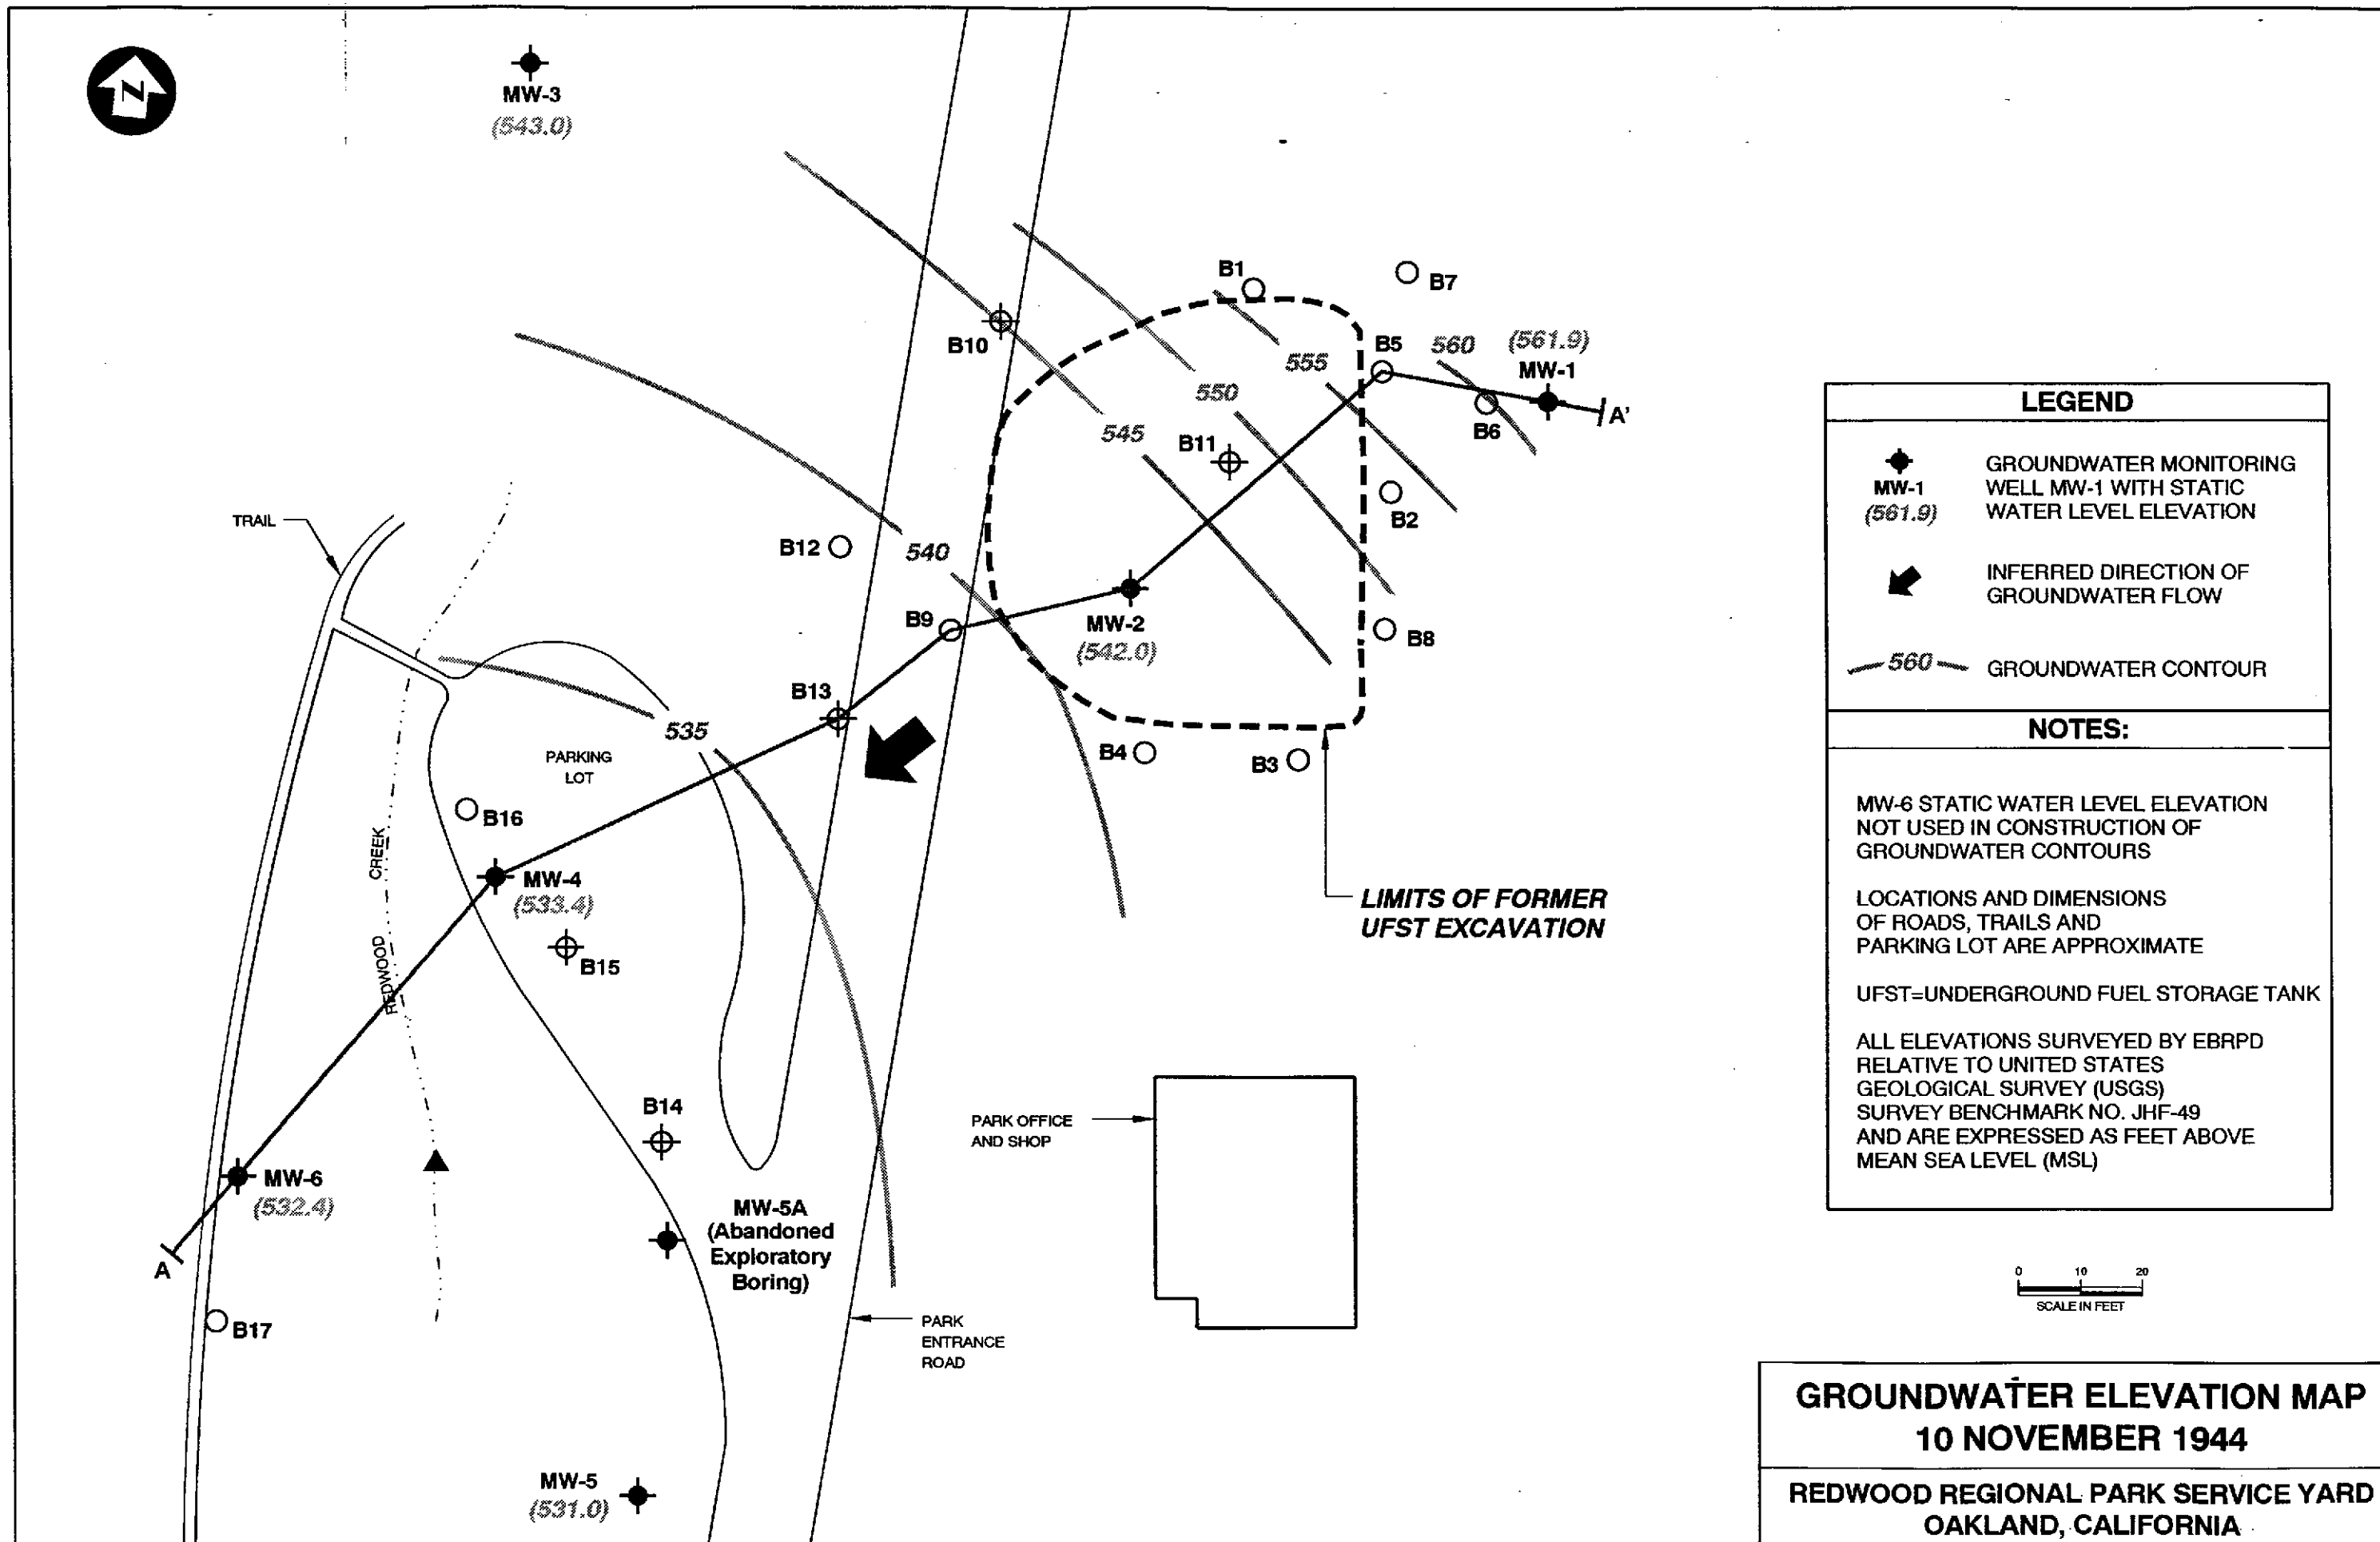 N
MW-3
(543.0)
B1
B7
B10
B5
560
(561.9)
MW-1
555
550
A'
B6
545
B11
TRAIL
B2
B12
540
B9
MW-2
(542.0)
B8
B13
535
PARKING
LOT
B4
B3
B16
CREEK
REDWOOD
MW-4
(533.4)
B15
LIMITS OF FORMER
UFST EXCAVATION
B14
PARK OFFICE
AND SHOP
MW-6
(532.4)
MW-5A
(Abandoned
Exploratory
Boring)
A
B17
PARK
ENTRANCE
ROAD
MW-5
(531.0)
LEGEND
MW-1
(561.9)
GROUNDWATER MONITORING
WELL MW-1 WITH STATIC
WATER LEVEL ELEVATION
INFERRED DIRECTION OF
GROUNDWATER FLOW
560
GROUNDWATER CONTOUR
NOTES:
MW-6 STATIC WATER LEVEL ELEVATION
NOT USED IN CONSTRUCTION OF
GROUNDWATER CONTOURS
LOCATIONS AND DIMENSIONS
OF ROADS, TRAILS AND
PARKING LOT ARE APPROXIMATE
UFST=UNDERGROUND FUEL STORAGE TANK
ALL ELEVATIONS SURVEYED BY EBRPD
RELATIVE TO UNITED STATES
GEOLOGICAL SURVEY (USGS)
SURVEY BENCHMARK NO. JHF-49
AND ARE EXPRESSED AS FEET ABOVE
MEAN SEA LEVEL (MSL)
0 10 20
SCALE IN FEET
GROUNDWATER ELEVATION MAP
10 NOVEMBER 1944
REDWOOD REGIONAL PARK SERVICE YARD
OAKLAND, CALIFORNIA